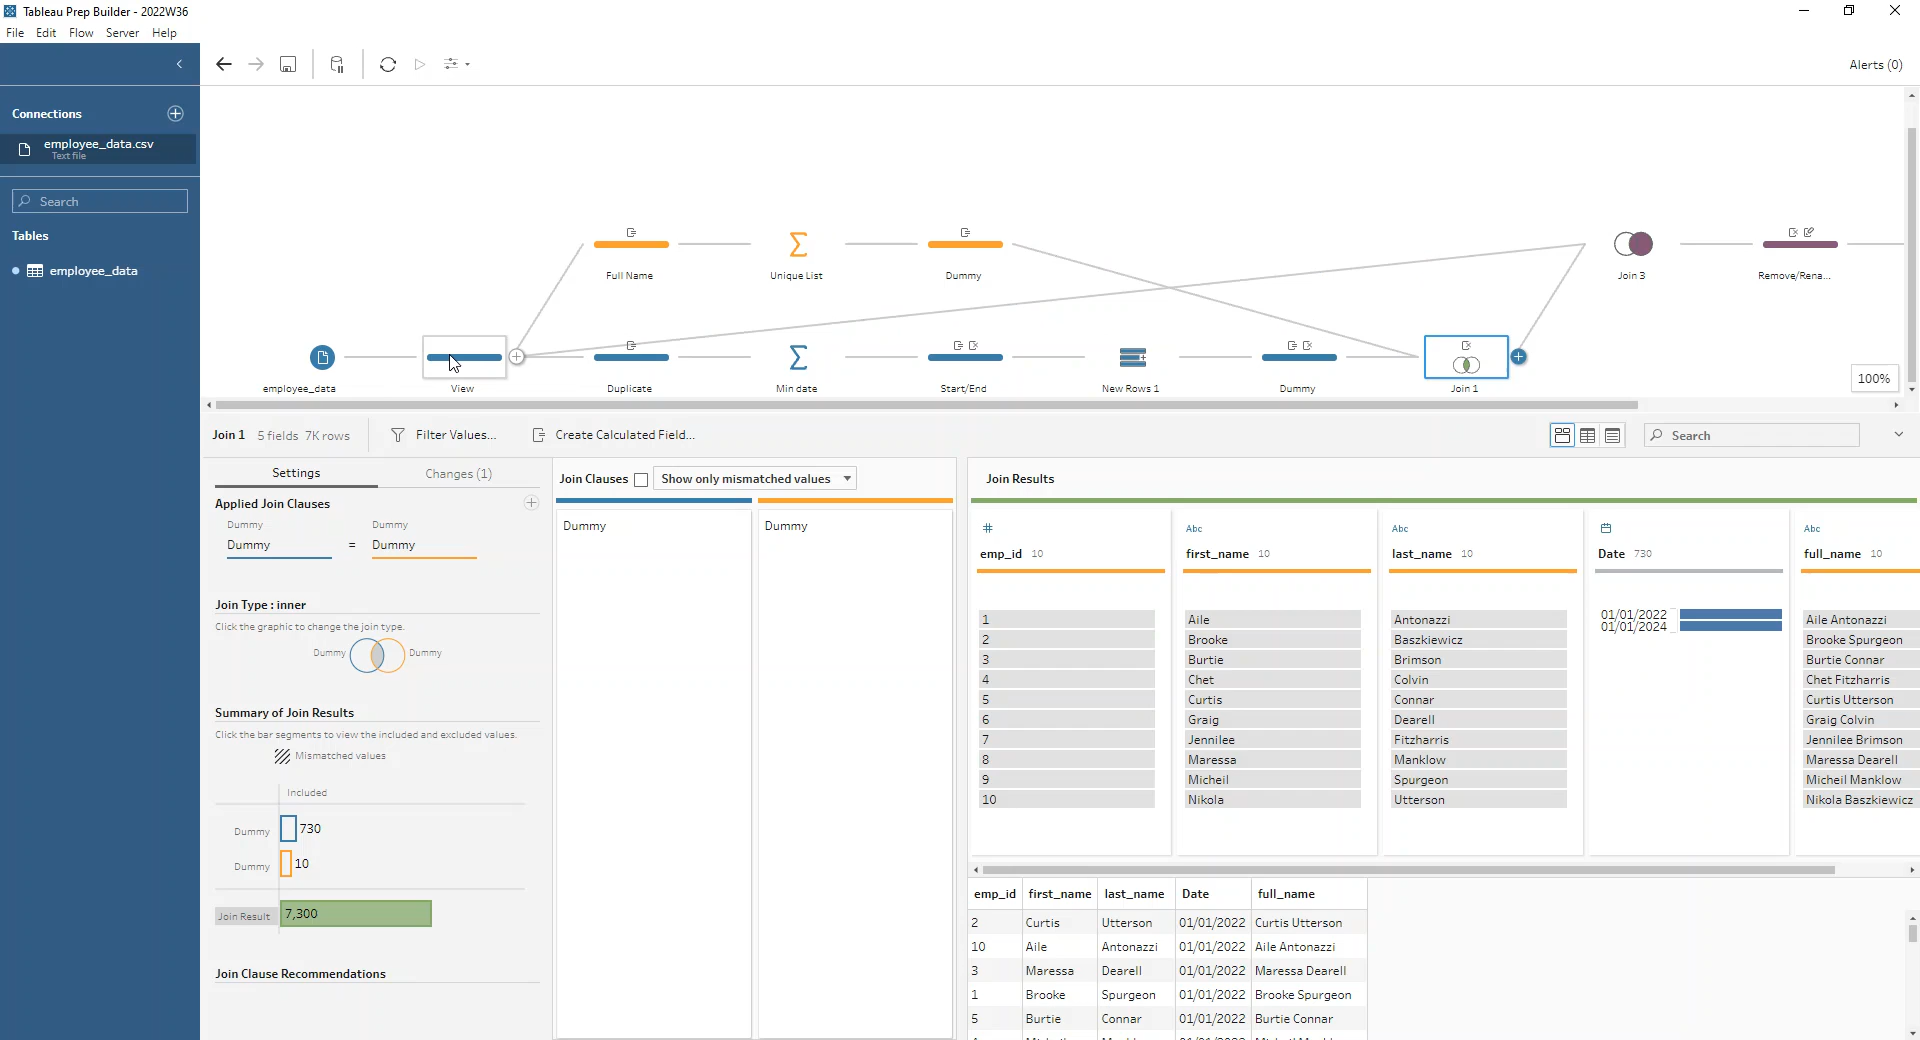 Tableau Prep Builder - 2022W36
File Edit Flow Server Help
Alerts (0)
Connections
employee_data.csv
Text file
Search
Tables
employee_data
Full Name
Unique List
Dummy
Join 3
Remove/Rena...
employee_data
View
Duplicate
Min date
Start/End
New Rows 1
Dummy
Join 1
100%
Join 1 5 fields 7K rows
Filter Values...
Create Calculated Field...
Search
Settings
Changes (1)
Applied Join Clauses
Dummy Dummy
Dummy = Dummy
Join Type : inner
Click the graphic to change the join type.
Dummy Dummy
Summary of Join Results
Click the bar segments to view the included and excluded values.
Mismatched values
Included
Dummy 730
Dummy 10
Join Result 7,300
Join Clause Recommendations
Join Clauses Show only mismatched values
Dummy Dummy
Join Results
# Abc Abc Abc
emp_id 10 first_name 10 last_name 10 Date 730 full_name 10
1 Aile Antonazzi 01/01/2022 Aile Antonazzi
01/01/2024
2 Brooke Baszkiewicz Brooke Spurgeon
3 Burtie Brimson Burtie Connar
4 Chet Colvin Chet Fitzharris
5 Curtis Connar Curtis Utterson
6 Graig Dearell Graig Colvin
7 Jennilee Fitzharris Jennilee Brimson
8 Maressa Manklow Maressa Dearell
9 Micheil Spurgeon Micheil Manklow
10 Nikola Utterson Nikola Baszkiewicz
emp_id first_name last_name Date full_name
2 Curtis Utterson 01/01/2022 Curtis Utterson
10 Aile Antonazzi 01/01/2022 Aile Antonazzi
3 Maressa Dearell 01/01/2022 Maressa Dearell
1 Brooke Spurgeon 01/01/2022 Brooke Spurgeon
5 Burtie Connar 01/01/2022 Burtie Connar